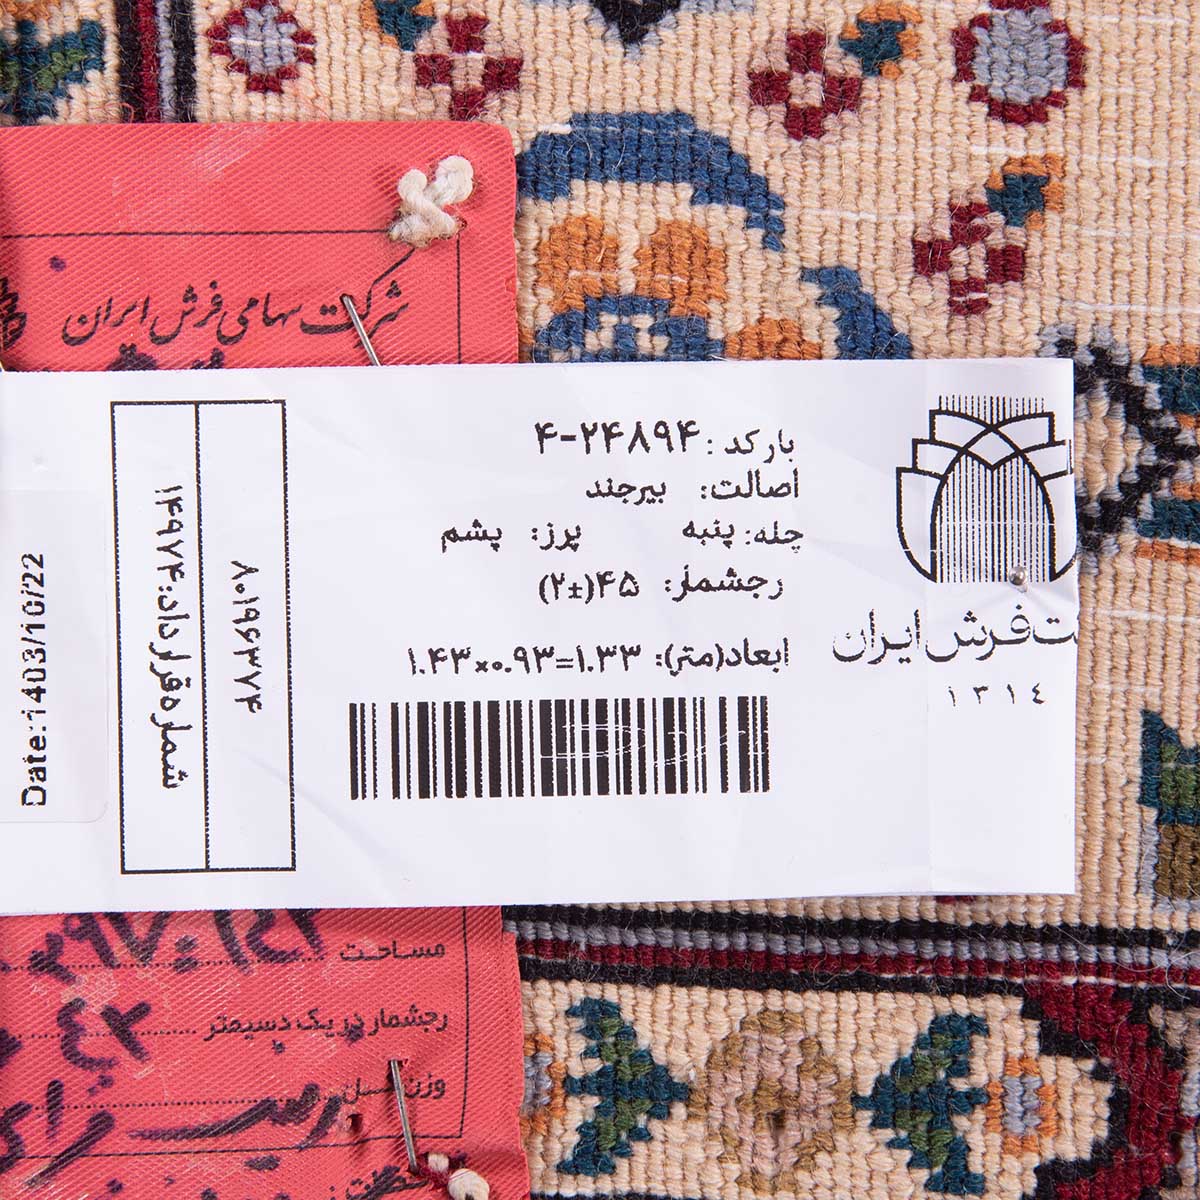 شرکت سهامی فرش ایران
بارکد: ۴-۲۴۸۹۴
اصالت: بیرجند
چله: پنبه پرز: پشم
رجشمار: ۴۵(±۲)
ابعاد(متر): ۱.۴۳×۰.۹۳=۱.۳۳
ت فرش ایران
۱۳۱۴
۸۰۱۹۶۳۷۴
شماره قرارداد: ۱۴۹۷۴
Date:1403/10/22
مساحت
رجشمار در یک دسیمتر
وزن